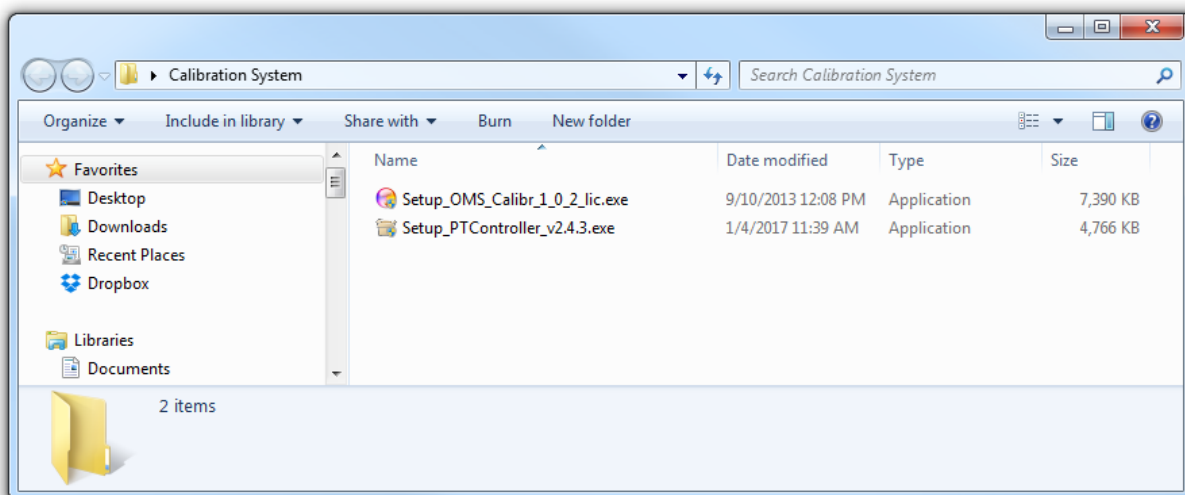 Calibration System
Search Calibration System
Organize Include in library Share with Burn New folder
Favorites
Desktop
Downloads
Recent Places
Dropbox
Libraries
Documents
Name Date modified Type Size
Setup_OMS_Calibr_1_0_2_lic.exe 9/10/2013 12:08 PM Application 7,390 KB
Setup_PTController_v2.4.3.exe 1/4/2017 11:39 AM Application 4,766 KB
2 items